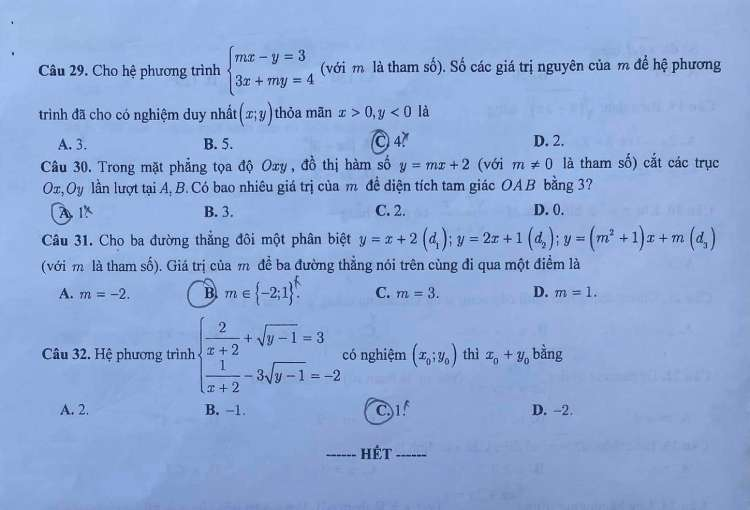 Câu 29. Cho hệ phương trình { mx − y = 3 ; 3x + my = 4 (với m là tham số). Số các giá trị nguyên của m để hệ phương
trình đã cho có nghiệm duy nhất (x; y) thỏa mãn x > 0, y < 0 là
A. 3. B. 5. C. 4. D. 2.
Câu 30. Trong mặt phẳng tọa độ Oxy, đồ thị hàm số y = mx + 2 (với m ≠ 0 là tham số) cắt các trục
Ox, Oy lần lượt tại A, B. Có bao nhiêu giá trị của m để diện tích tam giác OAB bằng 3?
A. 1. B. 3. C. 2. D. 0.
Câu 31. Cho ba đường thẳng đôi một phân biệt y = x + 2 (d₁); y = 2x + 1 (d₂); y = (m² + 1)x + m (d₃)
(với m là tham số). Giá trị của m để ba đường thẳng nói trên cùng đi qua một điểm là
A. m = −2. B. m ∈ {−2; 1}. C. m = 3. D. m = 1.
Câu 32. Hệ phương trình { 2/(x + 2) + √(y − 1) = 3 ; 1/(x + 2) − 3√(y − 1) = −2 có nghiệm (x₀; y₀) thì x₀ + y₀ bằng
A. 2. B. −1. C. 1. D. −2.
------ HẾT ------